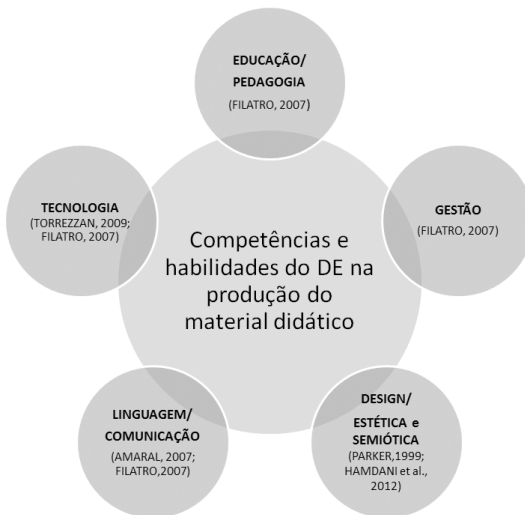 EDUCAÇÃO/
PEDAGOGIA
(FILATRO, 2007)
TECNOLOGIA
(TORREZZAN, 2009;
FILATRO, 2007)
GESTÃO
(FILATRO, 2007)
Competências e
habilidades do DE na
produção do
material didático
LINGUAGEM/
COMUNICAÇÃO
(AMARAL, 2007;
FILATRO,2007)
DESIGN/
ESTÉTICA e
SEMIÓTICA
(PARKER,1999;
HAMDANI et al.,
2012)